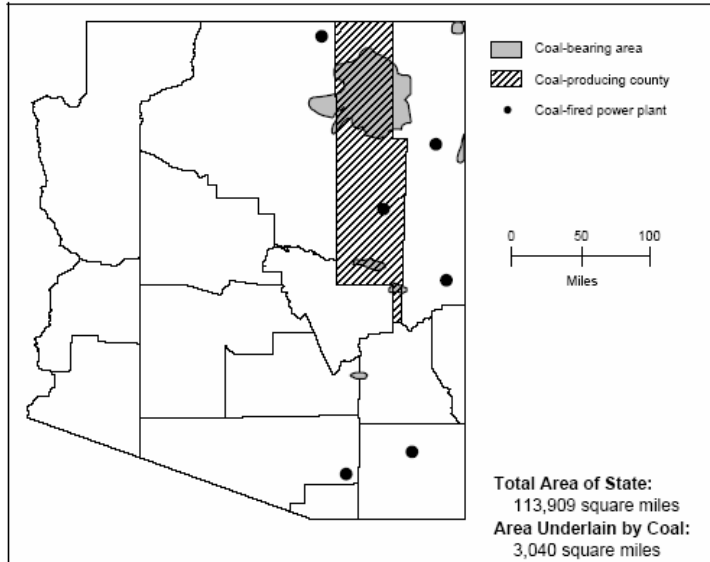 Coal-bearing area
Coal-producing county
Coal-fired power plant
0 50 100
Miles
Total Area of State:
113,909 square miles
Area Underlain by Coal:
3,040 square miles